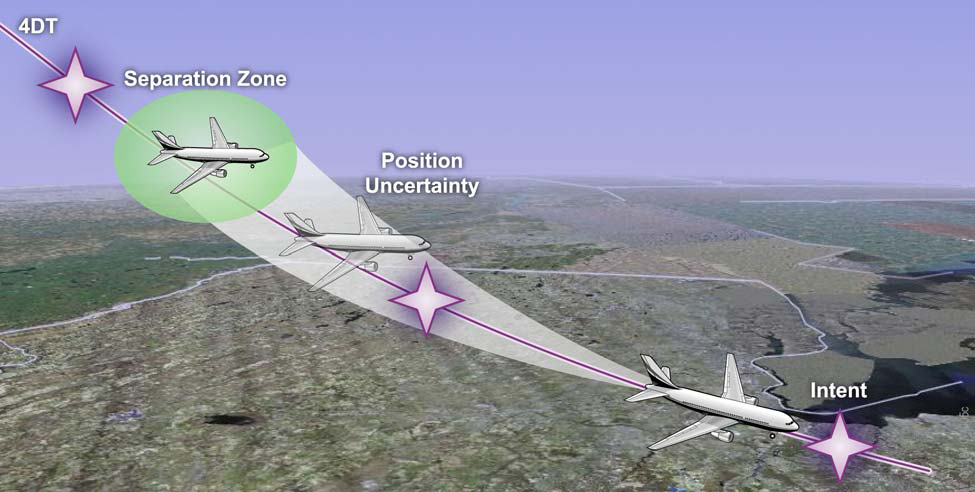 4DT
Separation Zone
Position
Uncertainty
Intent